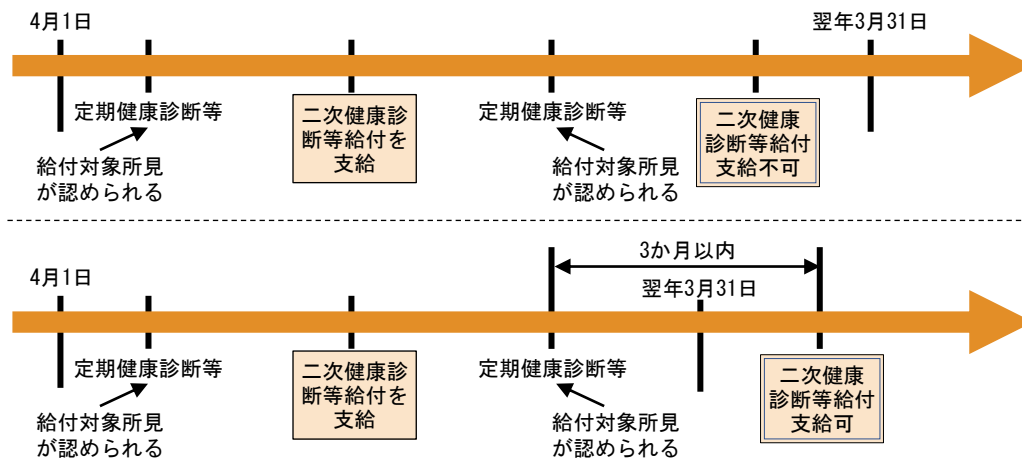 4月1日
翌年3月31日
定期健康診断等
給付対象所見
が認められる
二次健康診
断等給付を
支給
定期健康診断等
給付対象所見
が認められる
二次健康
診断等給付
支給不可
3か月以内
4月1日
翌年3月31日
定期健康診断等
給付対象所見
が認められる
二次健康診
断等給付を
支給
定期健康診断等
給付対象所見
が認められる
二次健康
診断等給付
支給可